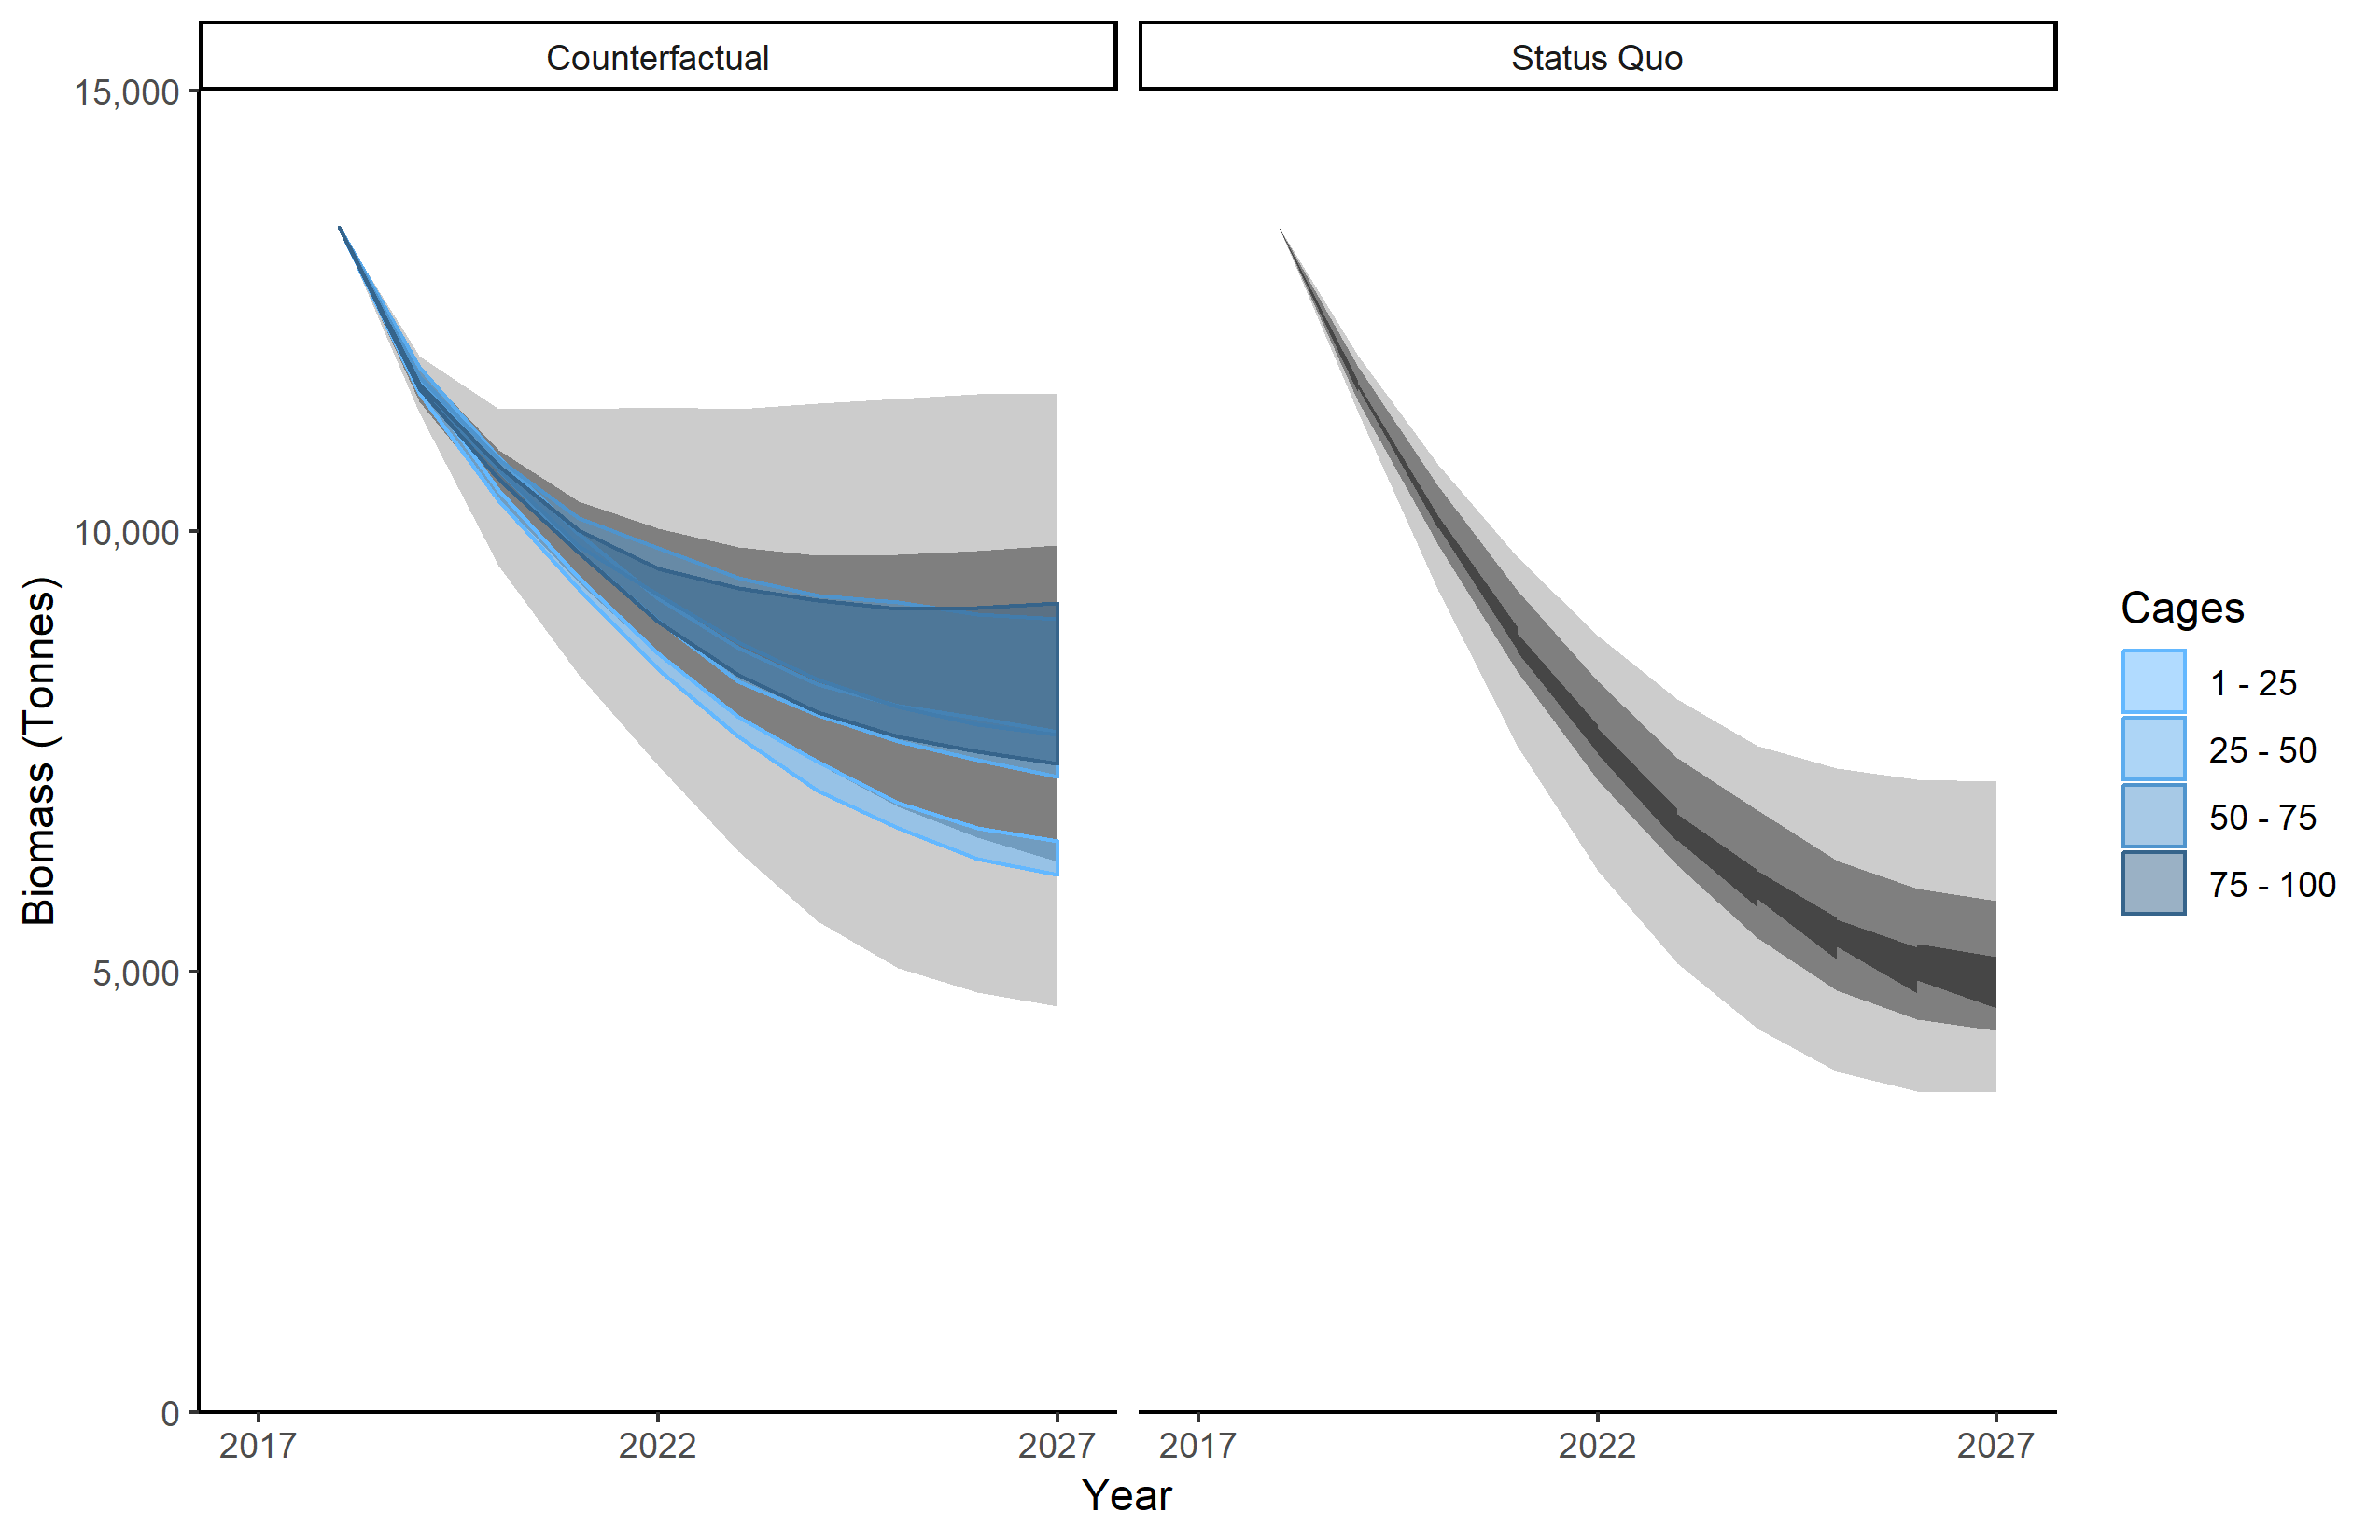 Counterfactual
Status Quo
15,000
10,000
5,000
0
Biomass (Tonnes)
2017
2022
2027
2017
2022
2027
Year
Cages
1 - 25
25 - 50
50 - 75
75 - 100